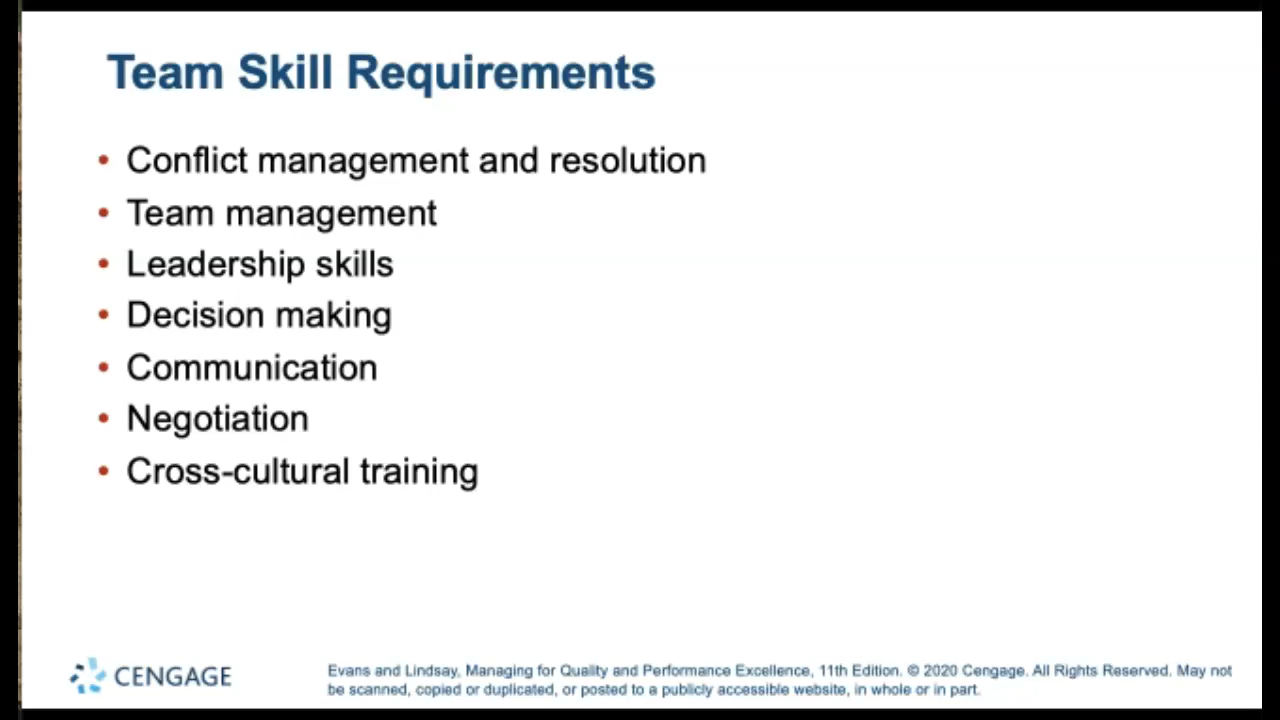 Team Skill Requirements
• Conflict management and resolution
• Team management
• Leadership skills
• Decision making
• Communication
• Negotiation
• Cross-cultural training
CENGAGE
Evans and Lindsay, Managing for Quality and Performance Excellence, 11th Edition. © 2020 Cengage. All Rights Reserved. May not
be scanned, copied or duplicated, or posted to a publicly accessible website, in whole or in part.